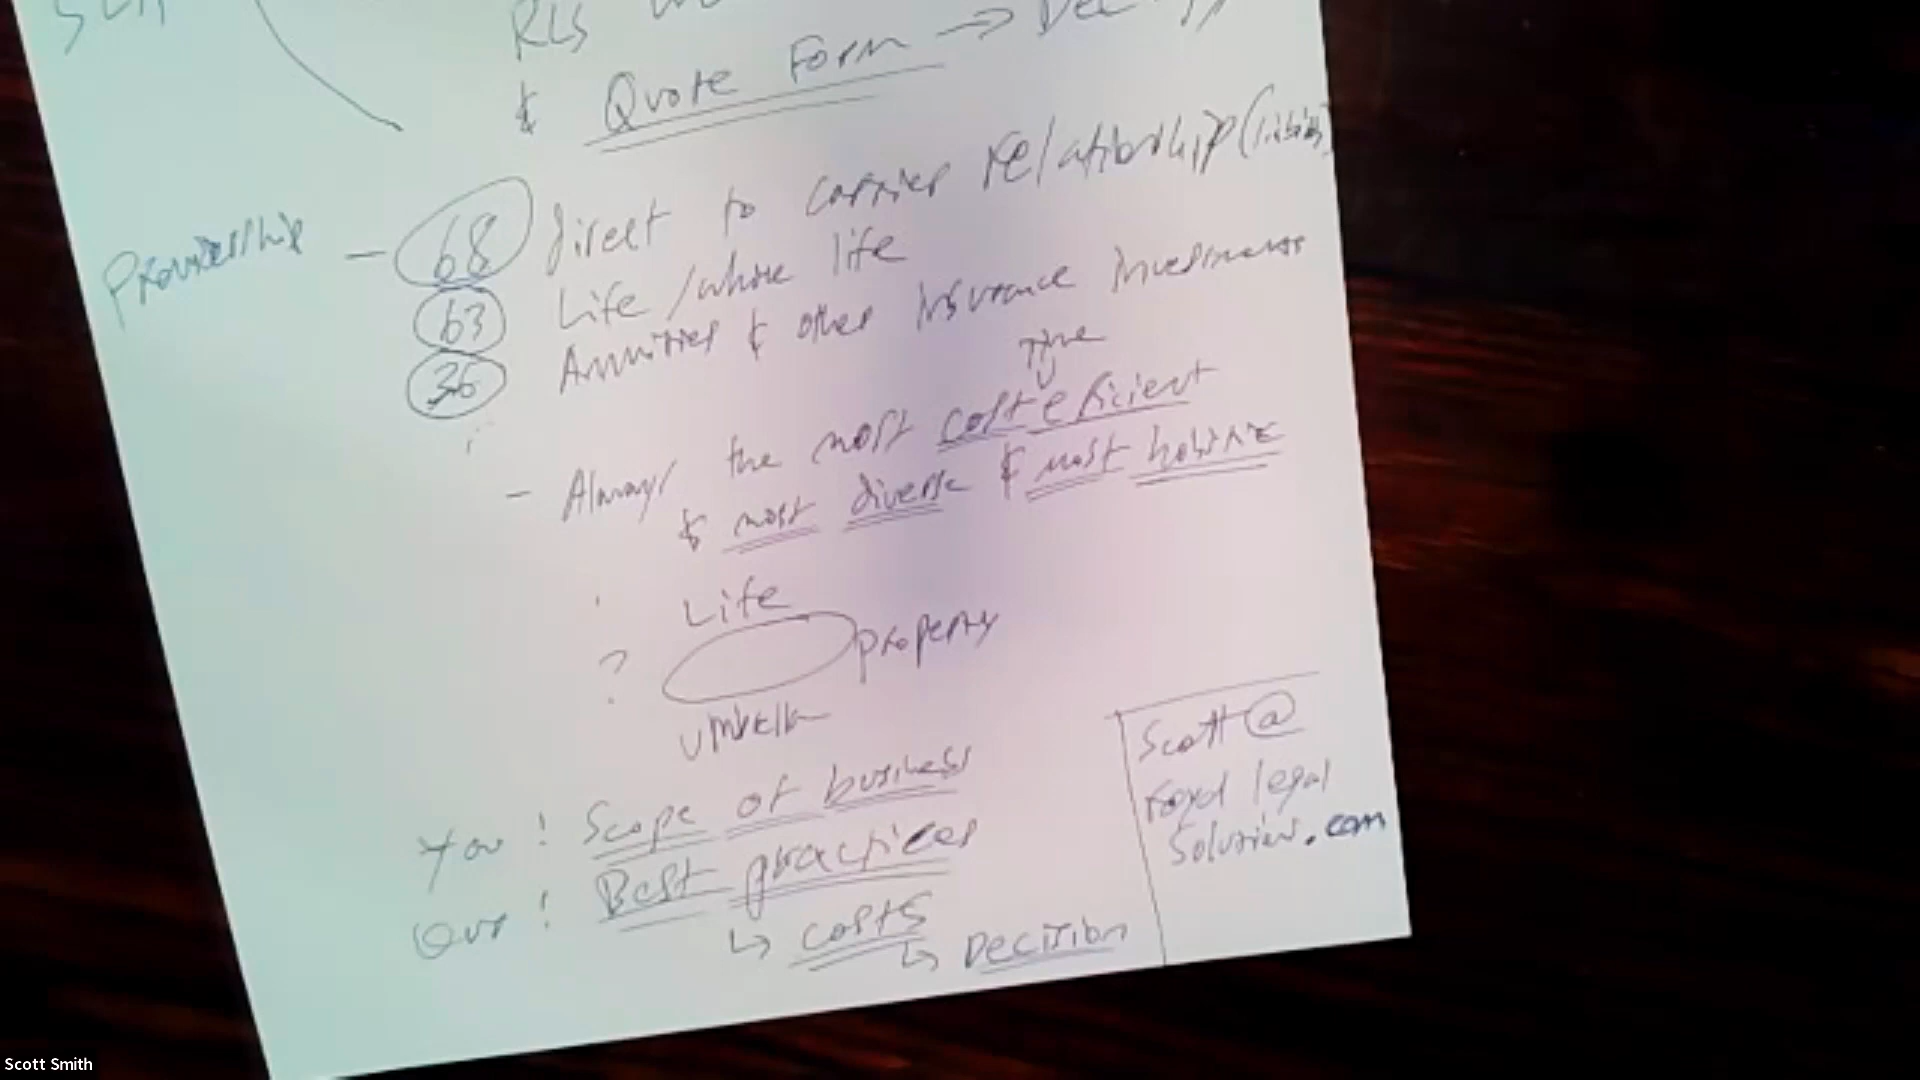 RLS
& Quote Form →
Providership – 68 direct to carrier relationship (
63 Life / whole life
36 Annuities & other insurance investments
Time
– Always the most cost efficient
& most diverse & most holistic
Life
? property
umbrella
You: Scope of business
Our: Best practices
↳ costs
↳ Decision
Scott@
legal
Solutions.com
Scott Smith